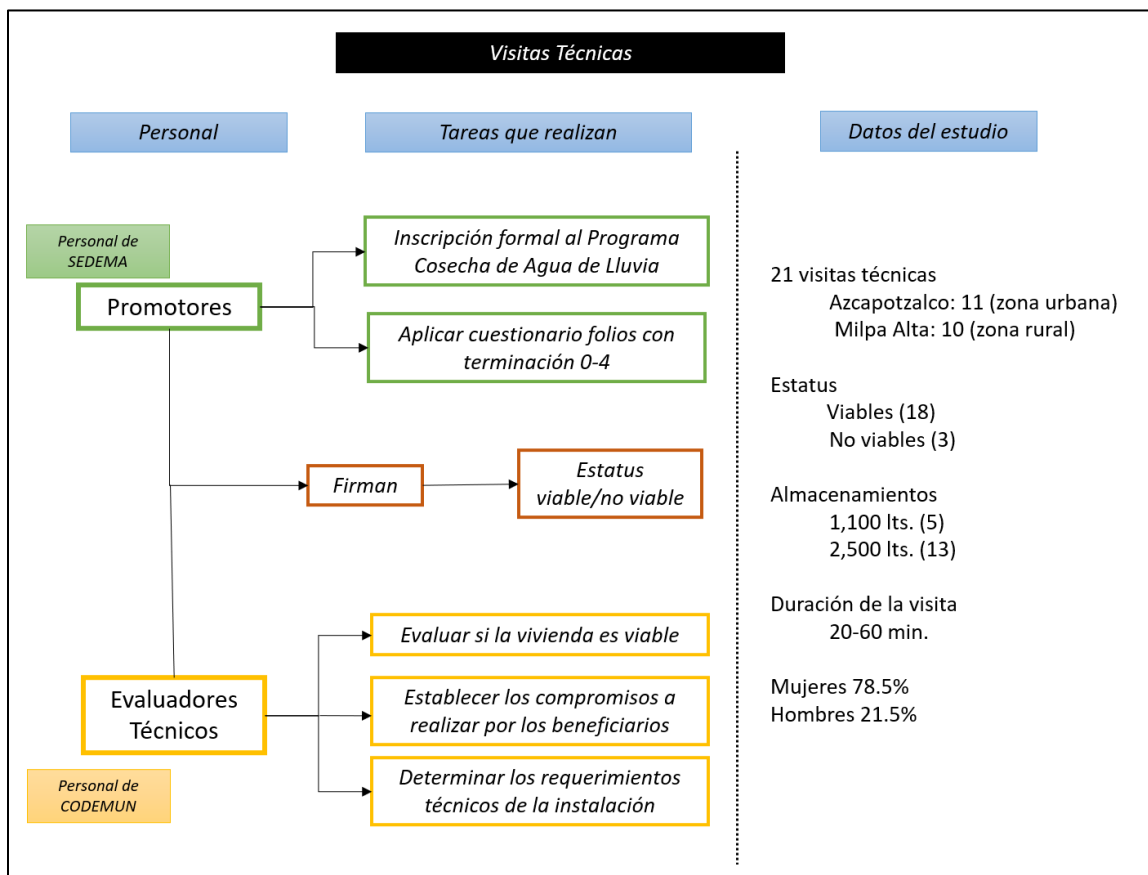 Visitas Técnicas
Personal
Tareas que realizan
Datos del estudio
Personal de
SEDEMA
Promotores
Inscripción formal al Programa
Cosecha de Agua de Lluvia
Aplicar cuestionario folios con
terminación 0-4
Firman
Estatus
viable/no viable
Evaluadores
Técnicos
Personal de
CODEMUN
Evaluar si la vivienda es viable
Establecer los compromisos a
realizar por los beneficiarios
Determinar los requerimientos
técnicos de la instalación
21 visitas técnicas
Azcapotzalco: 11 (zona urbana)
Milpa Alta: 10 (zona rural)
Estatus
Viables (18)
No viables (3)
Almacenamientos
1,100 lts. (5)
2,500 lts. (13)
Duración de la visita
20-60 min.
Mujeres 78.5%
Hombres 21.5%